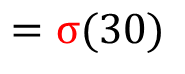 = σ(30)